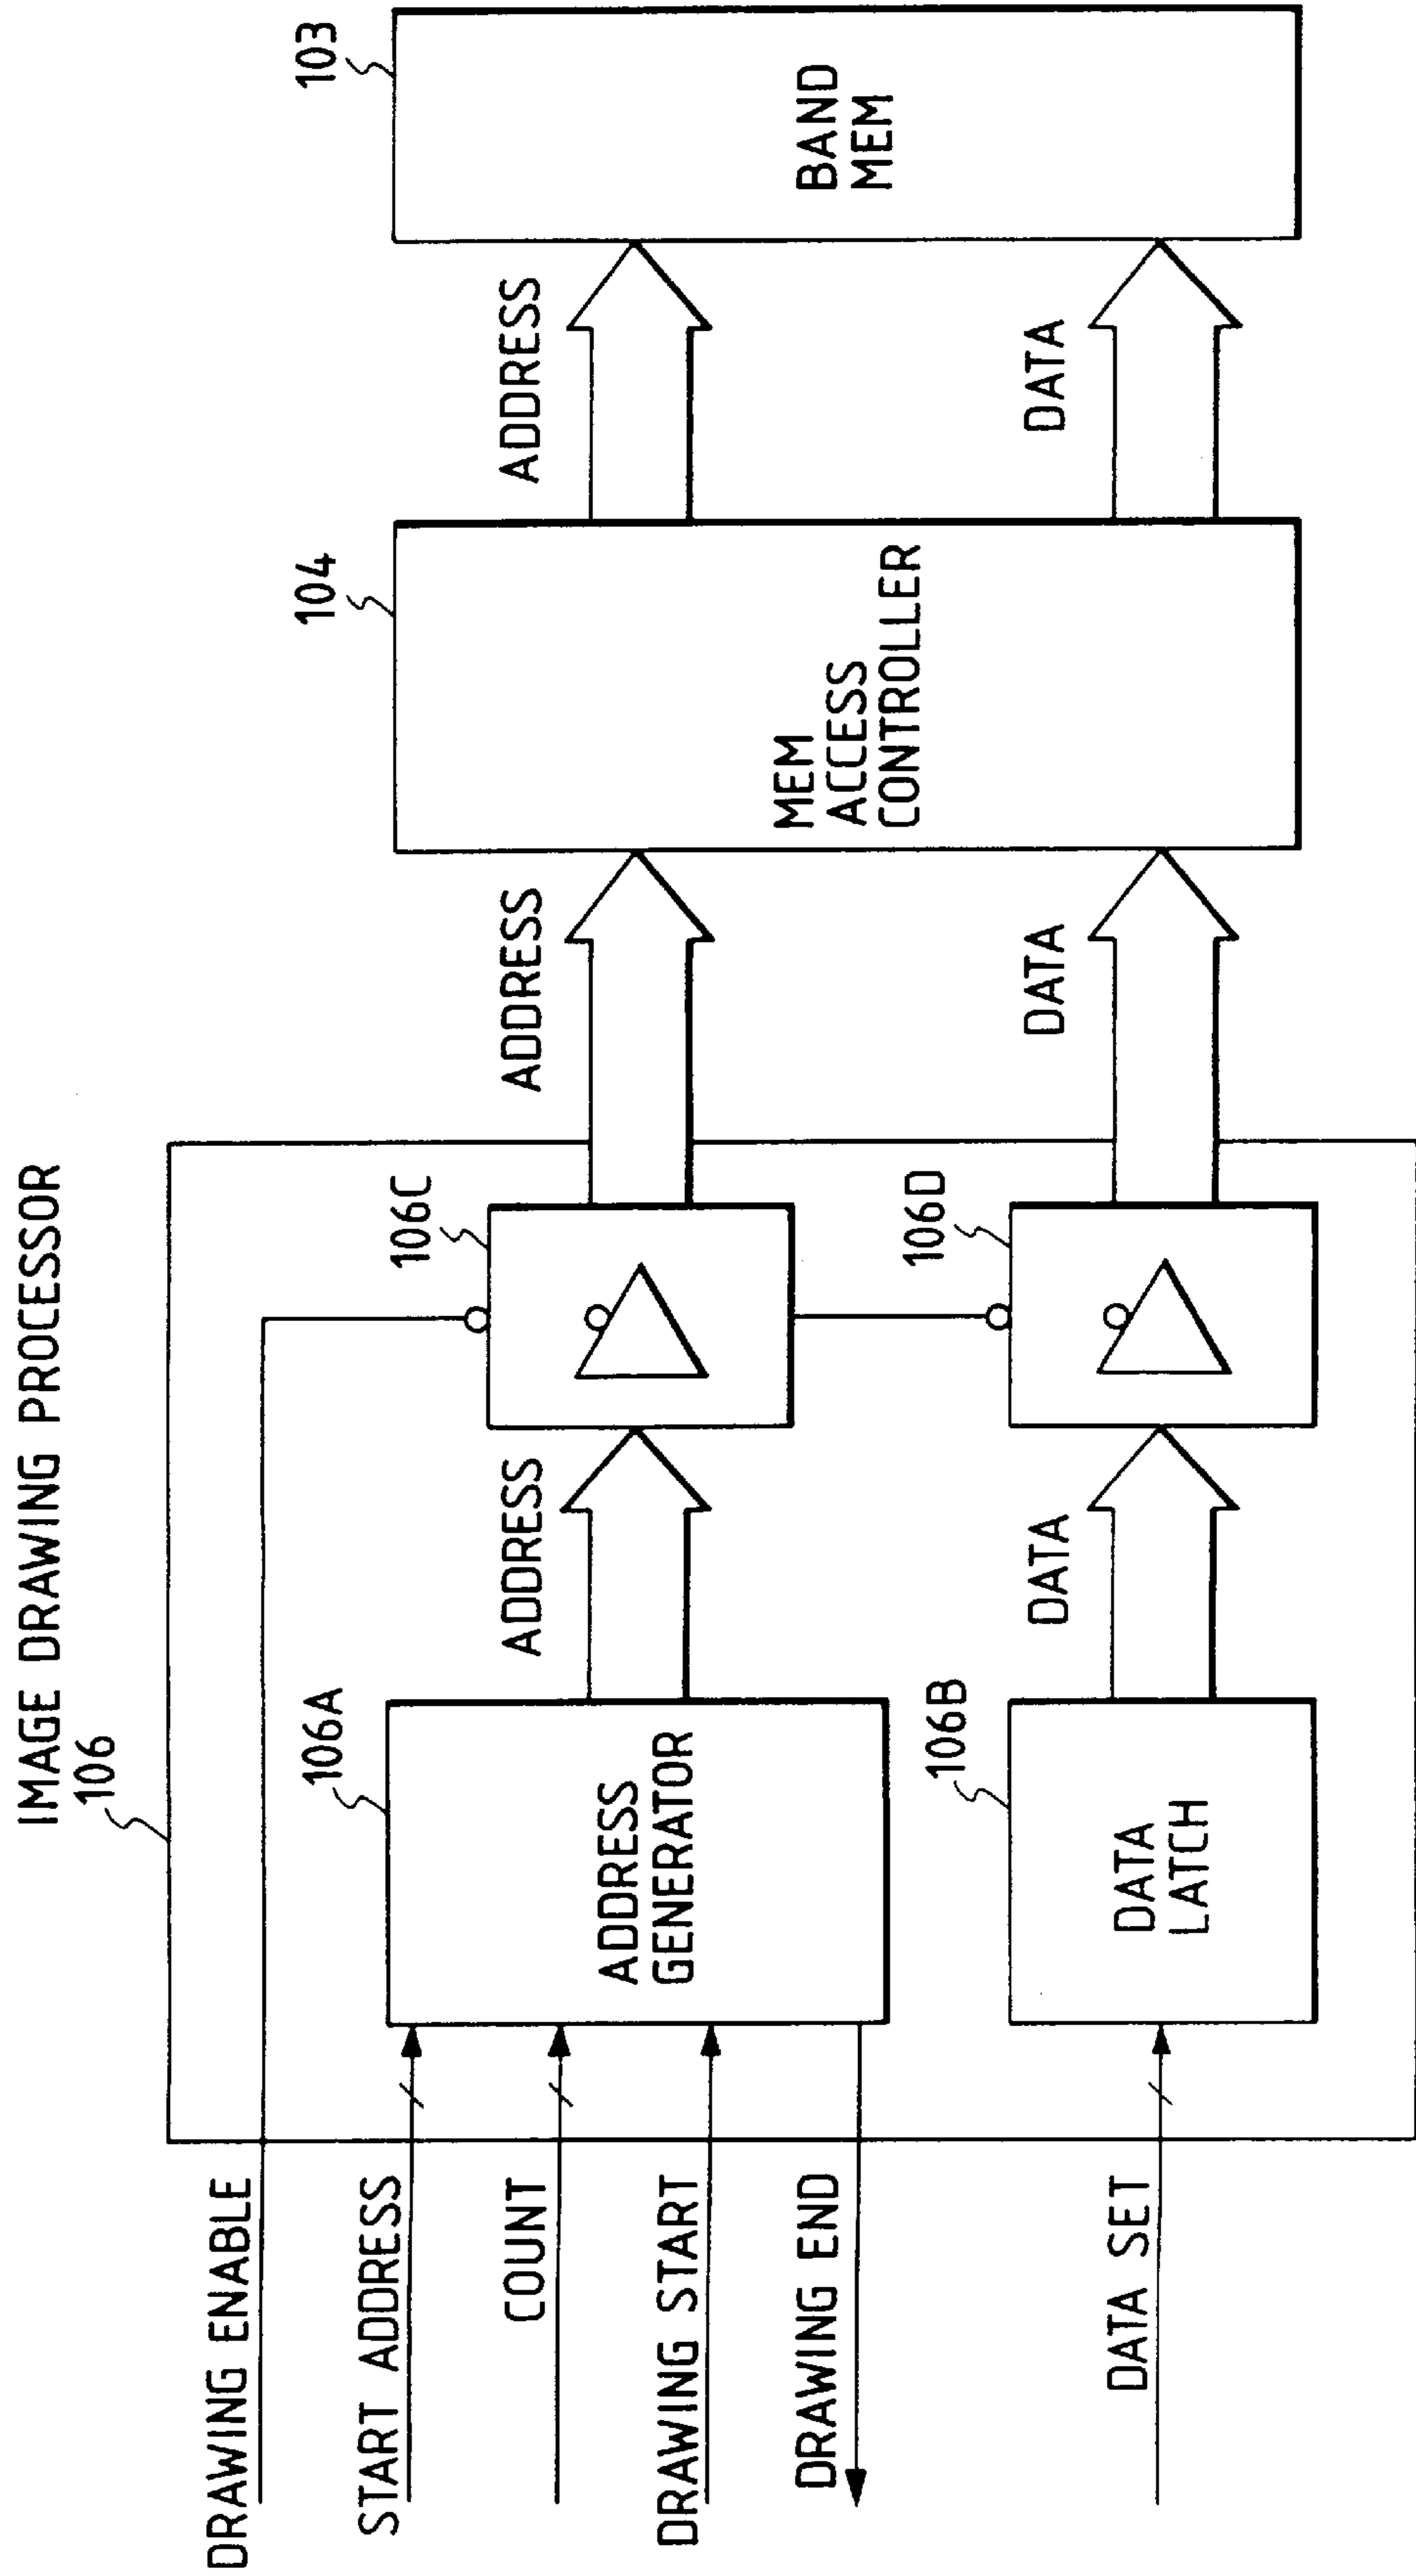 IMAGE DRAWING PROCESSOR
106
DRAWING ENABLE
START ADDRESS
COUNT
DRAWING START
DRAWING END
DATA SET
106A
ADDRESS
GENERATOR
106B
DATA
LATCH
ADDRESS
DATA
106C
106D
ADDRESS
DATA
104
MEM
ACCESS
CONTROLLER
ADDRESS
DATA
103
BAND
MEM